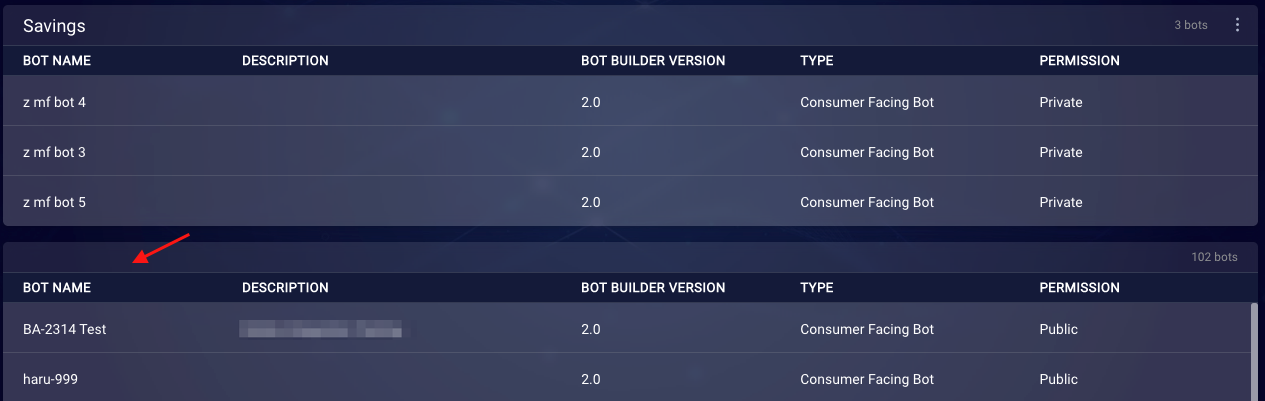 Savings 3 bots
BOT NAME DESCRIPTION BOT BUILDER VERSION TYPE PERMISSION
z mf bot 4 2.0 Consumer Facing Bot Private
z mf bot 3 2.0 Consumer Facing Bot Private
z mf bot 5 2.0 Consumer Facing Bot Private
102 bots
BOT NAME DESCRIPTION BOT BUILDER VERSION TYPE PERMISSION
BA-2314 Test 2.0 Consumer Facing Bot Public
haru-999 2.0 Consumer Facing Bot Public